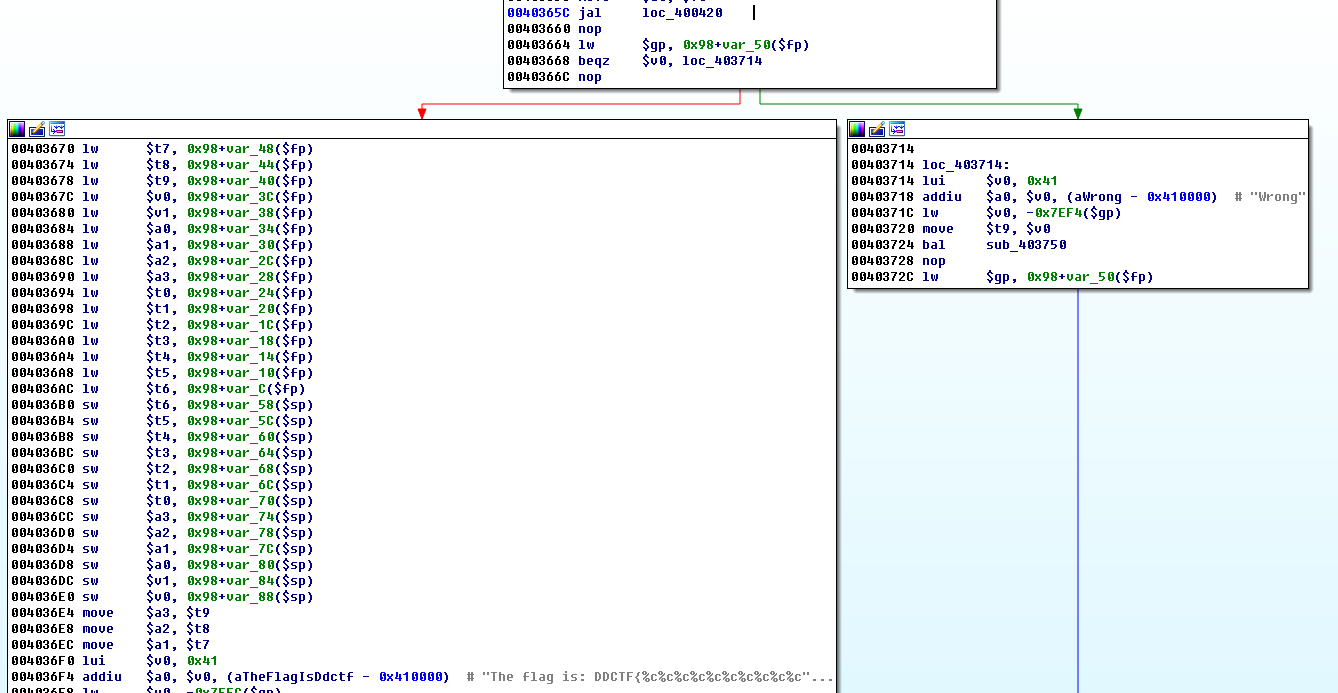 0040365C jal loc_400420
00403660 nop
00403664 lw $gp, 0x98+var_50($fp)
00403668 beqz $v0, loc_403714
0040366C nop
00403670 lw $t7, 0x98+var_48($fp)
00403674 lw $t8, 0x98+var_44($fp)
00403678 lw $t9, 0x98+var_40($fp)
0040367C lw $v0, 0x98+var_3C($fp)
00403680 lw $v1, 0x98+var_38($fp)
00403684 lw $a0, 0x98+var_34($fp)
00403688 lw $a1, 0x98+var_30($fp)
0040368C lw $a2, 0x98+var_2C($fp)
00403690 lw $a3, 0x98+var_28($fp)
00403694 lw $t0, 0x98+var_24($fp)
00403698 lw $t1, 0x98+var_20($fp)
0040369C lw $t2, 0x98+var_1C($fp)
004036A0 lw $t3, 0x98+var_18($fp)
004036A4 lw $t4, 0x98+var_14($fp)
004036A8 lw $t5, 0x98+var_10($fp)
004036AC lw $t6, 0x98+var_C($fp)
004036B0 sw $t6, 0x98+var_58($sp)
004036B4 sw $t5, 0x98+var_5C($sp)
004036B8 sw $t4, 0x98+var_60($sp)
004036BC sw $t3, 0x98+var_64($sp)
004036C0 sw $t2, 0x98+var_68($sp)
004036C4 sw $t1, 0x98+var_6C($sp)
004036C8 sw $t0, 0x98+var_70($sp)
004036CC sw $a3, 0x98+var_74($sp)
004036D0 sw $a2, 0x98+var_78($sp)
004036D4 sw $a1, 0x98+var_7C($sp)
004036D8 sw $a0, 0x98+var_80($sp)
004036DC sw $v1, 0x98+var_84($sp)
004036E0 sw $v0, 0x98+var_88($sp)
004036E4 move $a3, $t9
004036E8 move $a2, $t8
004036EC move $a1, $t7
004036F0 lui $v0, 0x41
004036F4 addiu $a0, $v0, (aTheFlagIsDdctf - 0x410000) # "The flag is: DDCTF{%c%c%c%c%c%c%c%c%c%c"...
00403714
00403714 loc_403714:
00403714 lui $v0, 0x41
00403718 addiu $a0, $v0, (aWrong - 0x410000) # "Wrong"
0040371C lw $v0, -0x7EF4($gp)
00403720 move $t9, $v0
00403724 bal sub_403750
00403728 nop
0040372C lw $gp, 0x98+var_50($fp)